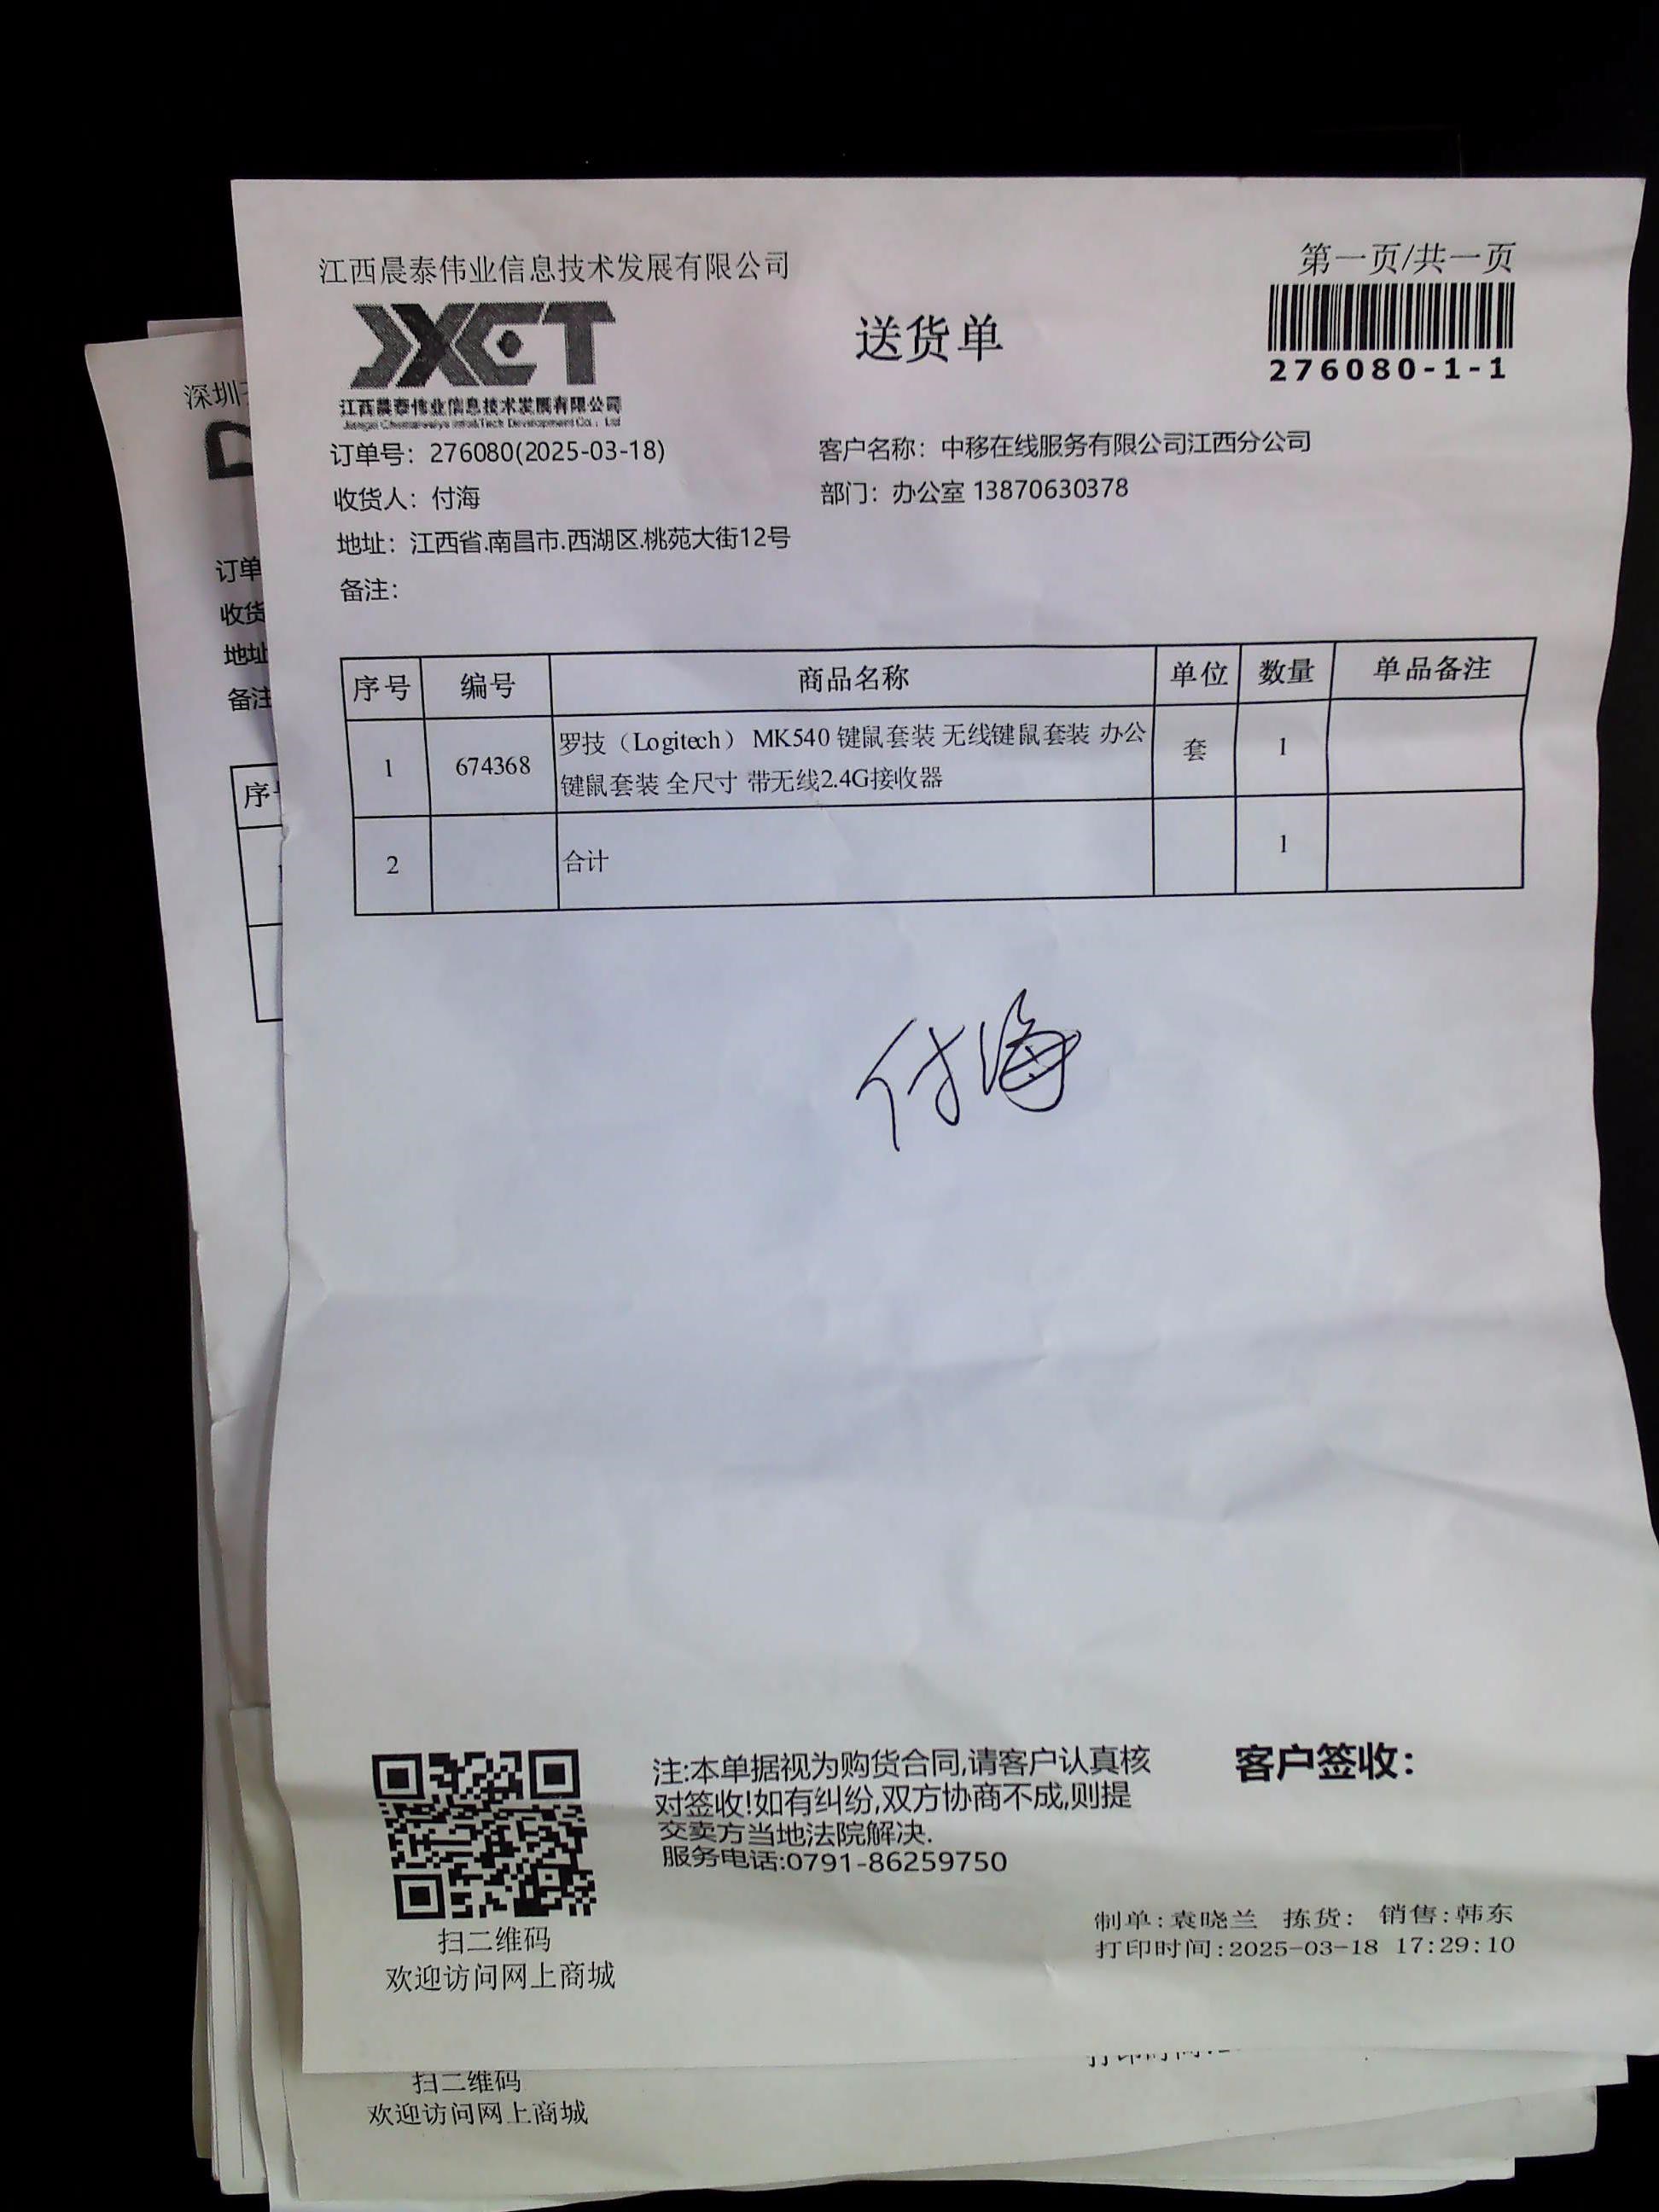 江西晨泰伟业信息技术发展有限公司
第一页/共一页
JXCT
送货单
276080-1-1
江西晨泰伟业信息技术发展有限公司
订单号：276080(2025-03-18)
客户名称：中移在线服务有限公司江西分公司
收货人：付海
部门：办公室 13870630378
地址：江西省.南昌市.西湖区.桃苑大街12号
备注：
序号 编号 商品名称 单位 数量 单品备注
1 674368 罗技（Logitech） MK540 键鼠套装 无线键鼠套装 办公 套 1
键鼠套装 全尺寸 带无线2.4G接收器
2 合计 1
付海
注:本单据视为购货合同,请客户认真核
对签收!如有纠纷,双方协商不成,则提
交卖方当地法院解决.
服务电话:0791-86259750
客户签收：
扫二维码
欢迎访问网上商城
制单:袁晓兰 拣货: 销售:韩东
打印时间:2025-03-18 17:29:10
深圳
订单
收货
地址
备注
序
扫二维码
欢迎访问网上商城